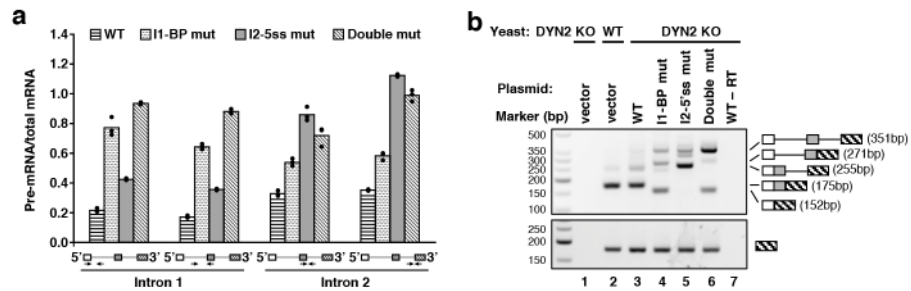 a
WT I1-BP mut I2-5ss mut Double mut
Pre-mRNA/total mRNA
1.4
1.2
1.0
0.8
0.6
0.4
0.2
0.0
5' 3' 5' 3' 5' 3' 5' 3'
Intron 1 Intron 2
b
Yeast: DYN2 KO WT DYN2 KO
Plasmid: vector vector WT I1-BP mut I2-5'ss mut Double mut WT – RT
Marker (bp)
500
350
300
250
200
150
100
(351bp)
(271bp)
(255bp)
(175bp)
(152bp)
250
200
150
1 2 3 4 5 6 7